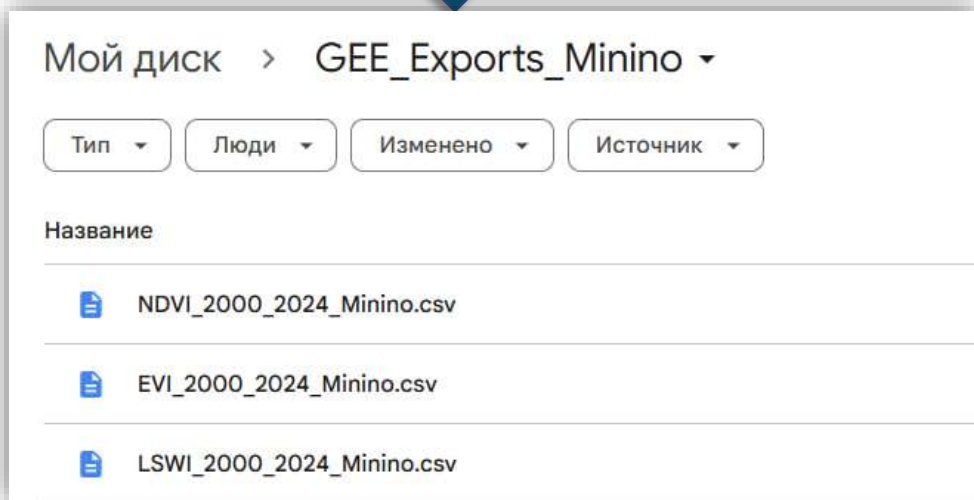 Мой диск > GEE_Exports_Minino
Тип Люди Изменено Источник
Название
NDVI_2000_2024_Minino.csv
EVI_2000_2024_Minino.csv
LSWI_2000_2024_Minino.csv